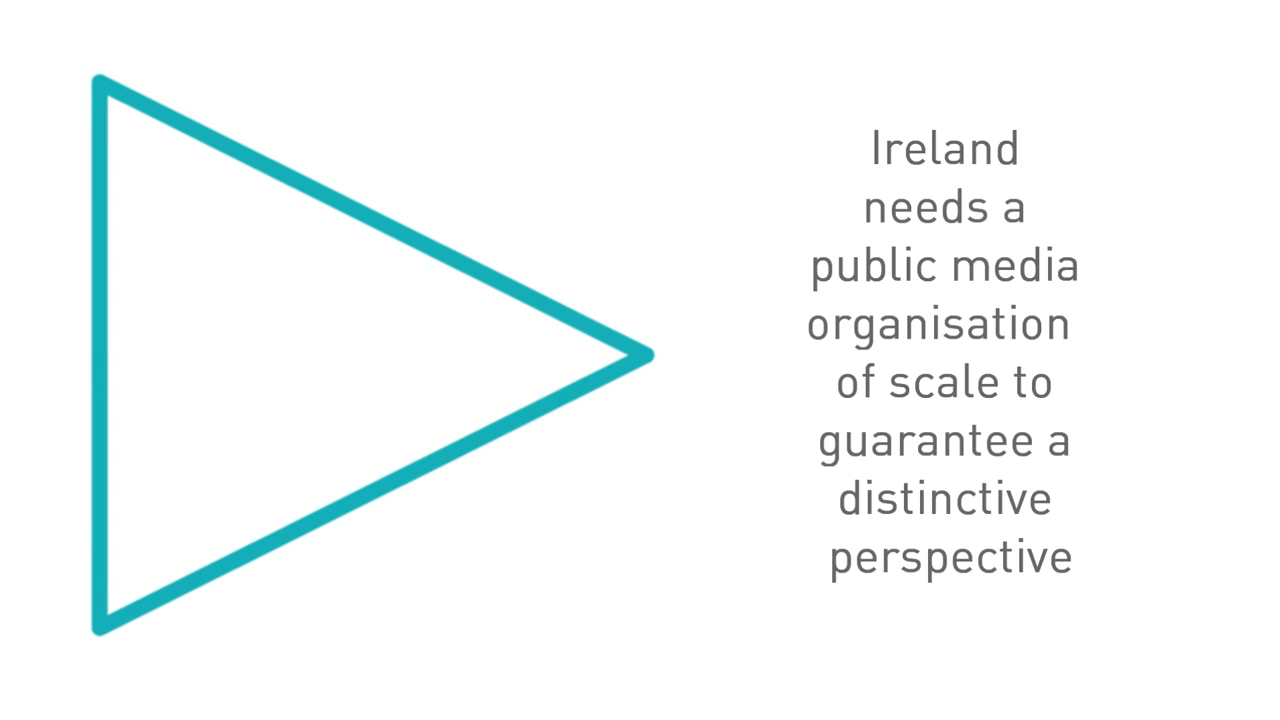 Ireland
needs a
public media
organisation
of scale to
guarantee a
distinctive
perspective